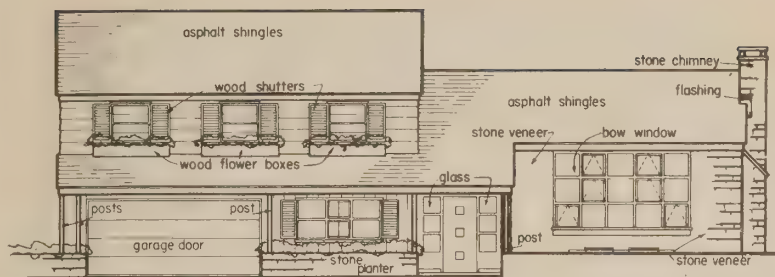 asphalt shingles
stone chimney
wood shutters
flashing
asphalt shingles
stone veneer
bow window
wood flower boxes
glass
posts
post
garage door
post
stone
planter
stone veneer